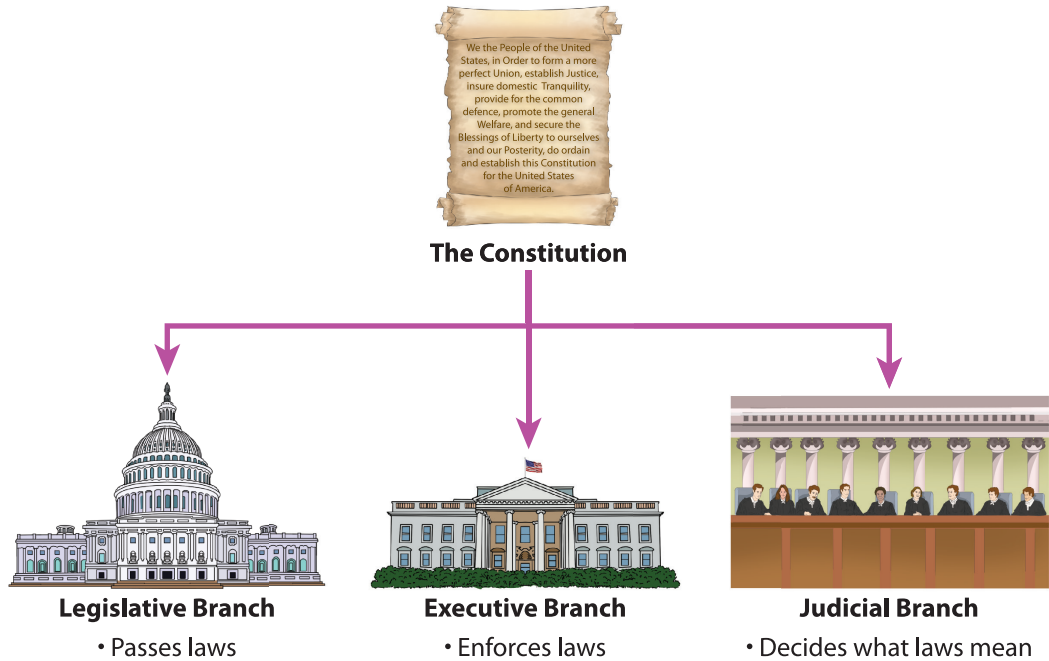 We the People of the United
States, in Order to form a more
perfect Union, establish Justice,
insure domestic Tranquility,
provide for the common
defence, promote the general
Welfare, and secure the
Blessings of Liberty to ourselves
and our Posterity, do ordain
and establish this Constitution
for the United States
of America.
The Constitution
Legislative Branch
• Passes laws
Executive Branch
• Enforces laws
Judicial Branch
• Decides what laws mean